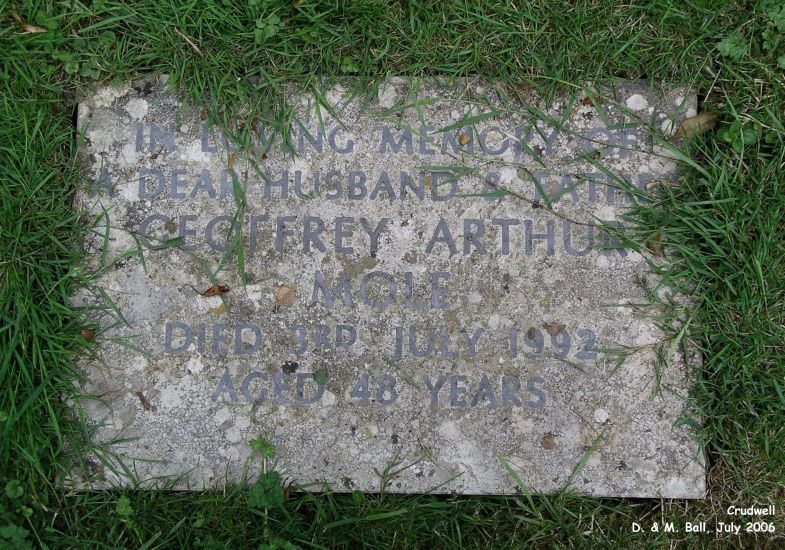 IN LOVING MEMORY OF
A DEAR HUSBAND & FATHER
GEOFFREY ARTHUR
MOLE
DIED 3RD JULY 1992
AGED 48 YEARS
Crudwell
D. & M. Ball, July 2006